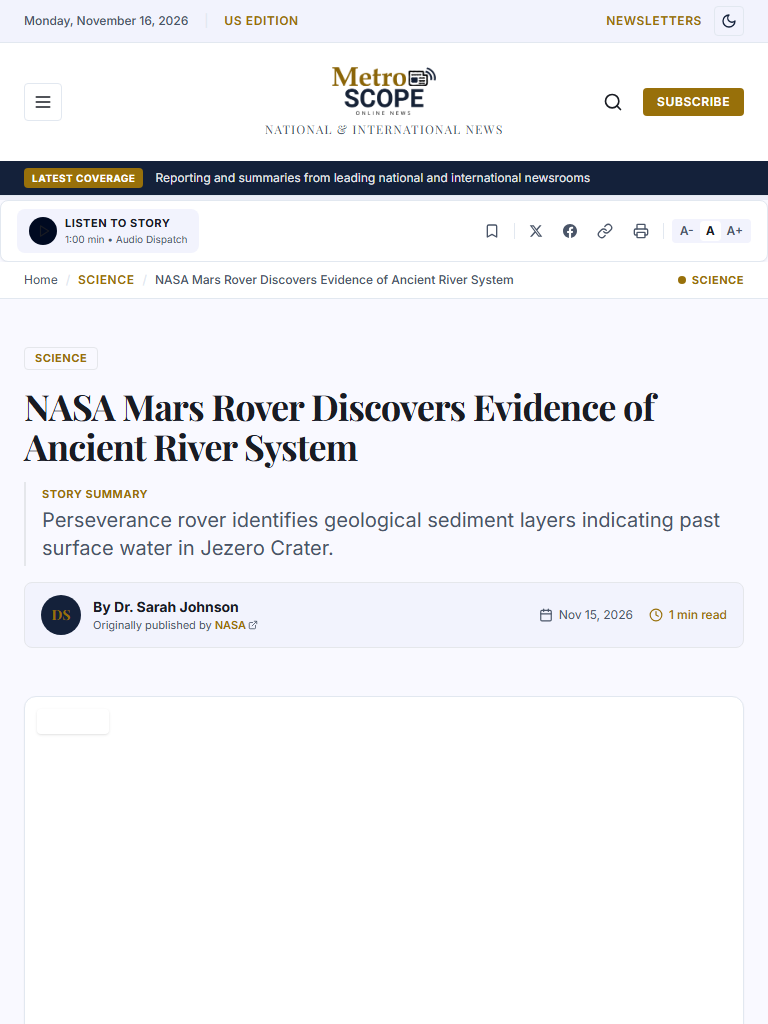 Monday, November 16, 2026
US EDITION
NEWSLETTERS
Metro
SCOPE
ONLINE NEWS
NATIONAL & INTERNATIONAL NEWS
SUBSCRIBE
LATEST COVERAGE
Reporting and summaries from leading national and international newsrooms
LISTEN TO STORY
1:00 min • Audio Dispatch
A- A A+
Home / SCIENCE / NASA Mars Rover Discovers Evidence of Ancient River System
SCIENCE
SCIENCE
NASA Mars Rover Discovers Evidence of
Ancient River System
STORY SUMMARY
Perseverance rover identifies geological sediment layers indicating past
surface water in Jezero Crater.
DS
By Dr. Sarah Johnson
Originally published by NASA
Nov 15, 2026
1 min read